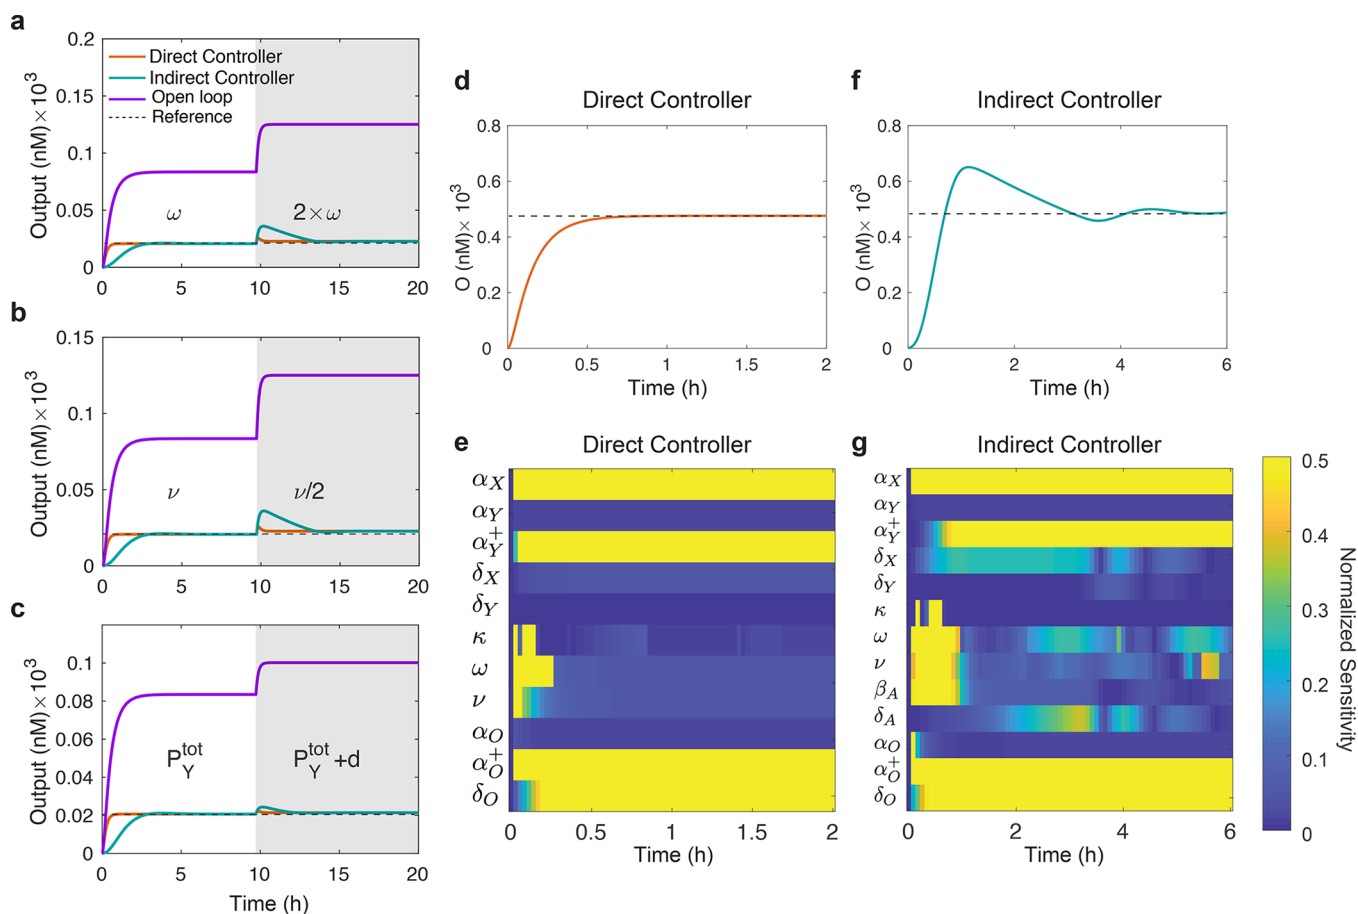 a
0.2
0.15
0.1
0.05
0
Output (nM)×10³
Direct Controller
Indirect Controller
Open loop
Reference
ω
2×ω
0 5 10 15 20
b
0.15
0.1
0.05
0
Output (nM)×10³
ν
ν/2
0 5 10 15 20
c
0.1
0.08
0.06
0.04
0.02
0
Output (nM)×10³
P_Y^tot
P_Y^tot+d
0 5 10 15 20
Time (h)
d
Direct Controller
0.8
0.6
0.4
0.2
0
O (nM)×10³
0 0.5 1 1.5 2
Time (h)
e
Direct Controller
α_X
α_Y
α_Y^+
δ_X
δ_Y
κ
ω
ν
α_O
α_O^+
δ_O
0 0.5 1 1.5 2
Time (h)
f
Indirect Controller
0.8
0.6
0.4
0.2
0
O (nM)×10³
0 2 4 6
Time (h)
g
Indirect Controller
α_X
α_Y
α_Y^+
δ_X
δ_Y
κ
ω
ν
β_A
δ_A
α_O
α_O^+
δ_O
0 2 4 6
Time (h)
0.5
0.4
0.3
0.2
0.1
0
Normalized Sensitivity